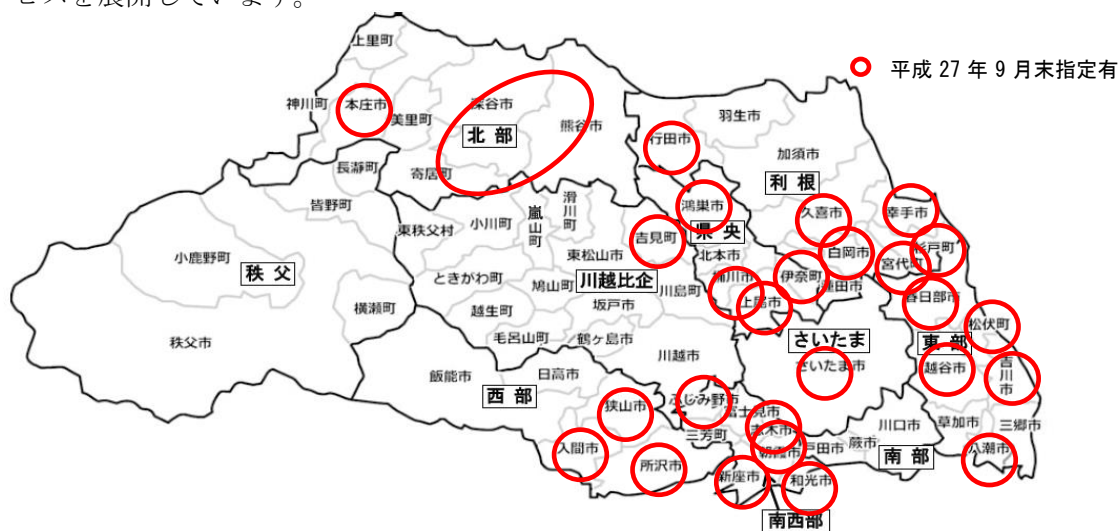 セスを展開しています。
平成 27 年 9 月末指定有
上里町
神川町
本庄市
美里町
深谷市
北 部
熊谷市
寄居町
長瀞町
皆野町
小鹿野町
秩 父
秩父市
横瀬町
東秩父村
小川町
嵐山町
滑川町
ときがわ町
東松山市
吉見町
鳩山町
川越比企
川島町
越生町
坂戸市
毛呂山町
鶴ヶ島市
川越市
行田市
羽生市
加須市
利 根
鴻巣市
県 央
北本市
久喜市
幸手市
白岡市
杉戸町
宮代町
桶川市
伊奈町
蓮田市
上尾市
春日部市
松伏町
東 部
さいたま
さいたま市
越谷市
吉川市
飯能市
日高市
西 部
狭山市
入間市
所沢市
ふじみ野市
富士見市
三芳町
志木市
朝霞市
新座市
和光市
南西部
戸田市
蕨市
川口市
南 部
草加市
三郷市
八潮市